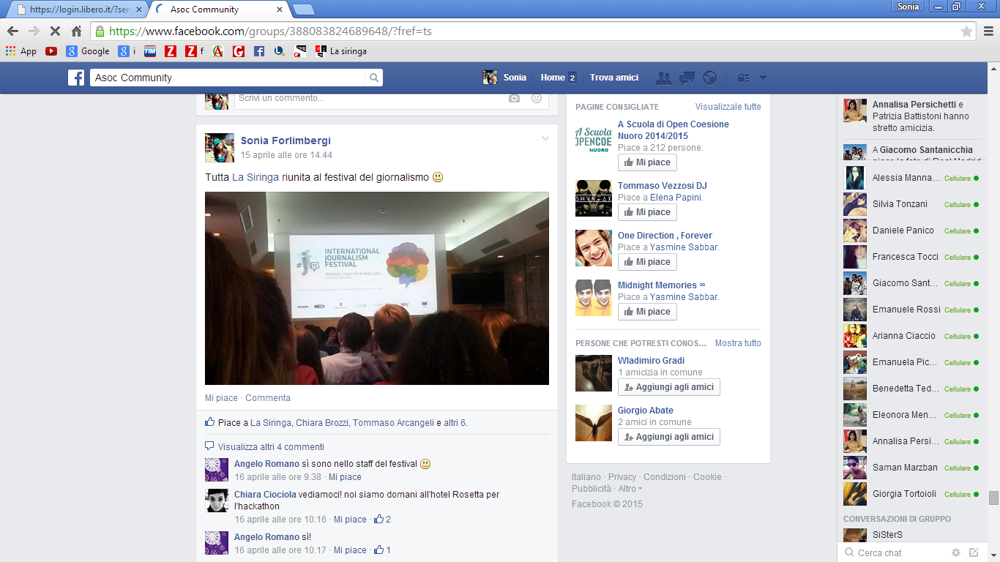 https://login.libero.it/?ser
Asoc Community
Sonia
https://www.facebook.com/groups/388083824689648/?fref=ts
App
Google
i
TIM
Z
Z f
A
G
L
La siringa
Asoc Community
Sonia
Home 2
Trova amici
Scrivi un commento...
Sonia Forlimbergi
15 aprile alle ore 14.44
Tutta La Siringa riunita al festival del giornalismo
#ij15
INTERNATIONAL
JOURNALISM
FESTIVAL
sky
Mi piace · Commenta
Piace a La Siringa, Chiara Brozzi, Tommaso Arcangeli e altri 6.
Visualizza altri 4 commenti
Angelo Romano sì sono nello staff del festival
16 aprile alle ore 9.38 · Mi piace
Chiara Ciociola vediamoci! noi siamo domani all'hotel Rosetta per
l'hackathon
16 aprile alle ore 10.16 · Mi piace · 2
Angelo Romano sì!
16 aprile alle ore 10.17 · Mi piace · 1
PAGINE CONSIGLIATE
Visualizzale tutte
A Scuola
OPENCOE
NUORO
A Scuola di Open Coesione
Nuoro 2014/2015
Piace a 212 persone.
Mi piace
Tommaso Vezzosi DJ
Piace a Elena Papini.
Mi piace
One Direction , Forever
Piace a Yasmine Sabbar.
Mi piace
Midnight Memories ∞
Piace a Yasmine Sabbar.
Mi piace
PERSONE CHE POTRESTI CONOS...
Mostra tutto
Wladimiro Gradi
1 amicizia in comune
Aggiungi agli amici
Giorgio Abate
2 amici in comune
Aggiungi agli amici
Italiano · Privacy · Condizioni · Cookie ·
Pubblicità · Altro
Facebook © 2015
Annalisa Persichetti e
Patrizia Battistoni hanno
stretto amicizia.
A Giacomo Santanicchia
piace la foto di Real Madrid
Alessia Manna... Cellulare
Silvia Tonzani Cellulare
Daniele Panico Cellulare
Francesca Tocci Cellulare
Giacomo Sant... Cellulare
Emanuele Rossi Cellulare
Arianna Ciaccio Cellulare
Emanuela Pic... Cellulare
Benedetta Ted... Cellulare
Eleonora Men... Cellulare
Annalisa Persi... Cellulare
Saman Marzban Cellulare
Giorgia Tortoioli Cellulare
CONVERSAZIONI DI GRUPPO
SiSterS
Cerca chat